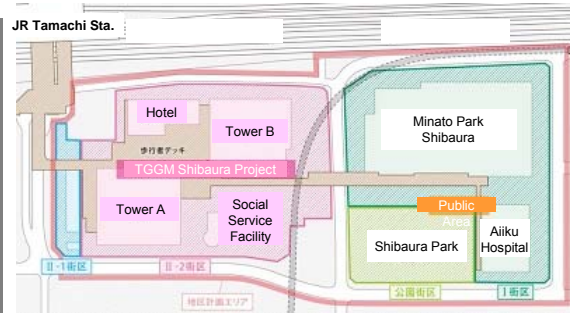 JR Tamachi Sta.
Hotel
Tower B
歩行者デッキ
TGGM Shibaura Project
Tower A
Social
Service
Facility
Minato Park
Shibaura
Public
Area
Shibaura Park
Aiiku
Hospital
II-1街区
II-2街区
地区計画エリア
公園街区
I街区